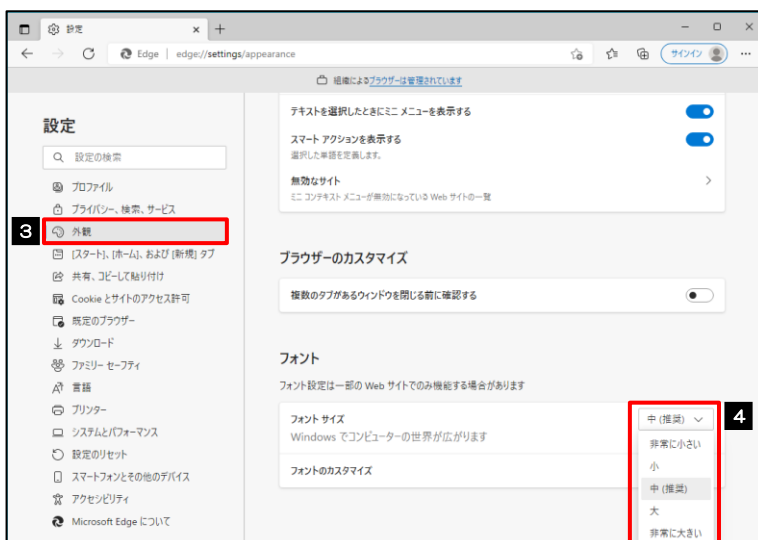 設定
Edge | edge://settings/appearance
サインイン
組織によるブラウザーは管理されています
設定
設定の検索
プロファイル
プライバシー、検索、サービス
3
外観
[スタート]、[ホーム]、および [新規] タブ
共有、コピーして貼り付け
Cookie とサイトのアクセス許可
既定のブラウザー
ダウンロード
ファミリー セーフティ
言語
プリンター
システムとパフォーマンス
設定のリセット
スマートフォンとその他のデバイス
アクセシビリティ
Microsoft Edge について
テキストを選択したときにミニ メニューを表示する
スマート アクションを表示する
選択した単語を定義します。
無効なサイト
ミニ コンテキスト メニューが無効になっている Web サイトの一覧
ブラウザーのカスタマイズ
複数のタブがあるウィンドウを閉じる前に確認する
フォント
フォント設定は一部の Web サイトでのみ機能する場合があります
フォント サイズ
Windows でコンピューターの世界が広がります
フォントのカスタマイズ
中 (推奨)
4
非常に小さい
小
中 (推奨)
大
非常に大きい